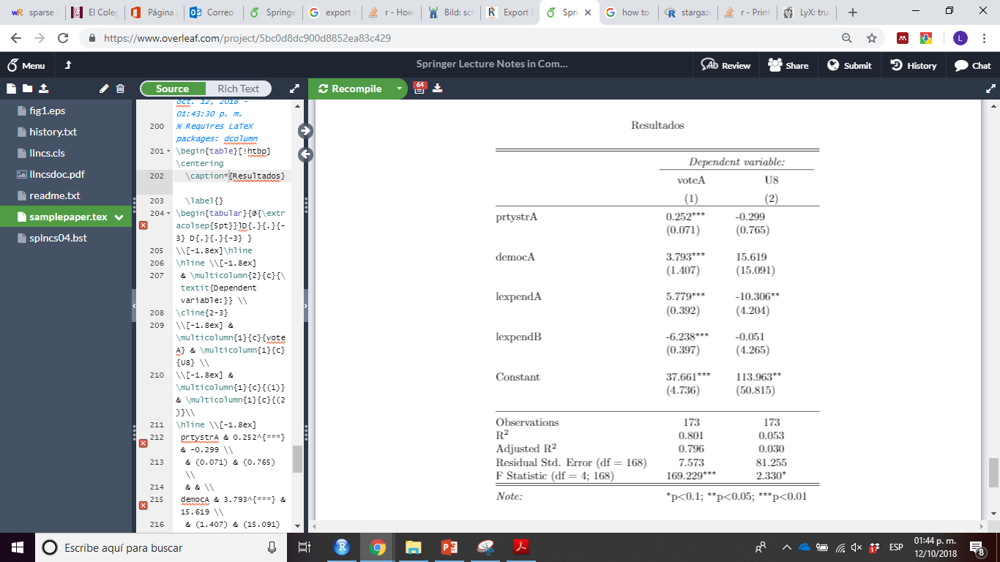 sparse -
El Coleg
Página
Correo
Springe
export
r - How
Bild: scr
Export
Spri
how to
stargaze
r - Print
LyX: tru
https://www.overleaf.com/project/5bc0d8dc900d8852ea83c429
L
Menu
Springer Lecture Notes in Com...
Review
Share
Submit
History
Chat
Source
Rich Text
Recompile
64
fig1.eps
history.txt
llncs.cls
llncsdoc.pdf
readme.txt
samplepaper.tex
splncs04.bst
oct. 12, 2018 -
01:43:30 p. m.
200 % Requires LaTeX
packages: dcolumn
201 \begin{table}[!htbp]
\centering
202 \caption*{Resultados}
203 \label{}
204 \begin{tabular}{@{\extr
acolsep{5pt}}lD{.}{.}{-
3} D{.}{.}{-3} }
205 \\[-1.8ex]\hline
206 \hline \\[-1.8ex]
207 & \multicolumn{2}{c}{\
textit{Dependent
variable:}} \\
208 \cline{2-3}
209 \\[-1.8ex] &
\multicolumn{1}{c}{vote
A} & \multicolumn{1}{c}
{U8} \\
210 \\[-1.8ex] &
\multicolumn{1}{c}{(1)}
& \multicolumn{1}{c}{(2
)}\\
211 \hline \\[-1.8ex]
212 prtystrA & 0.252^{***}
& -0.299 \\
213 & (0.071) & (0.765)
\\
214 & & \\
215 democA & 3.793^{***} &
15.619 \\
216 & (1.407) & (15.091)
Resultados
Dependent variable:
voteA U8
(1) (2)
prtystrA 0.252*** -0.299
(0.071) (0.765)
democA 3.793*** 15.619
(1.407) (15.091)
lexpendA 5.779*** -10.306**
(0.392) (4.204)
lexpendB -6.238*** -0.051
(0.397) (4.265)
Constant 37.661*** 113.963**
(4.736) (50.815)
Observations 173 173
R² 0.801 0.053
Adjusted R² 0.796 0.030
Residual Std. Error (df = 168) 7.573 81.255
F Statistic (df = 4; 168) 169.229*** 2.330*
Note: *p<0.1; **p<0.05; ***p<0.01
Escribe aquí para buscar
ESP
01:44 p. m.
12/10/2018
8